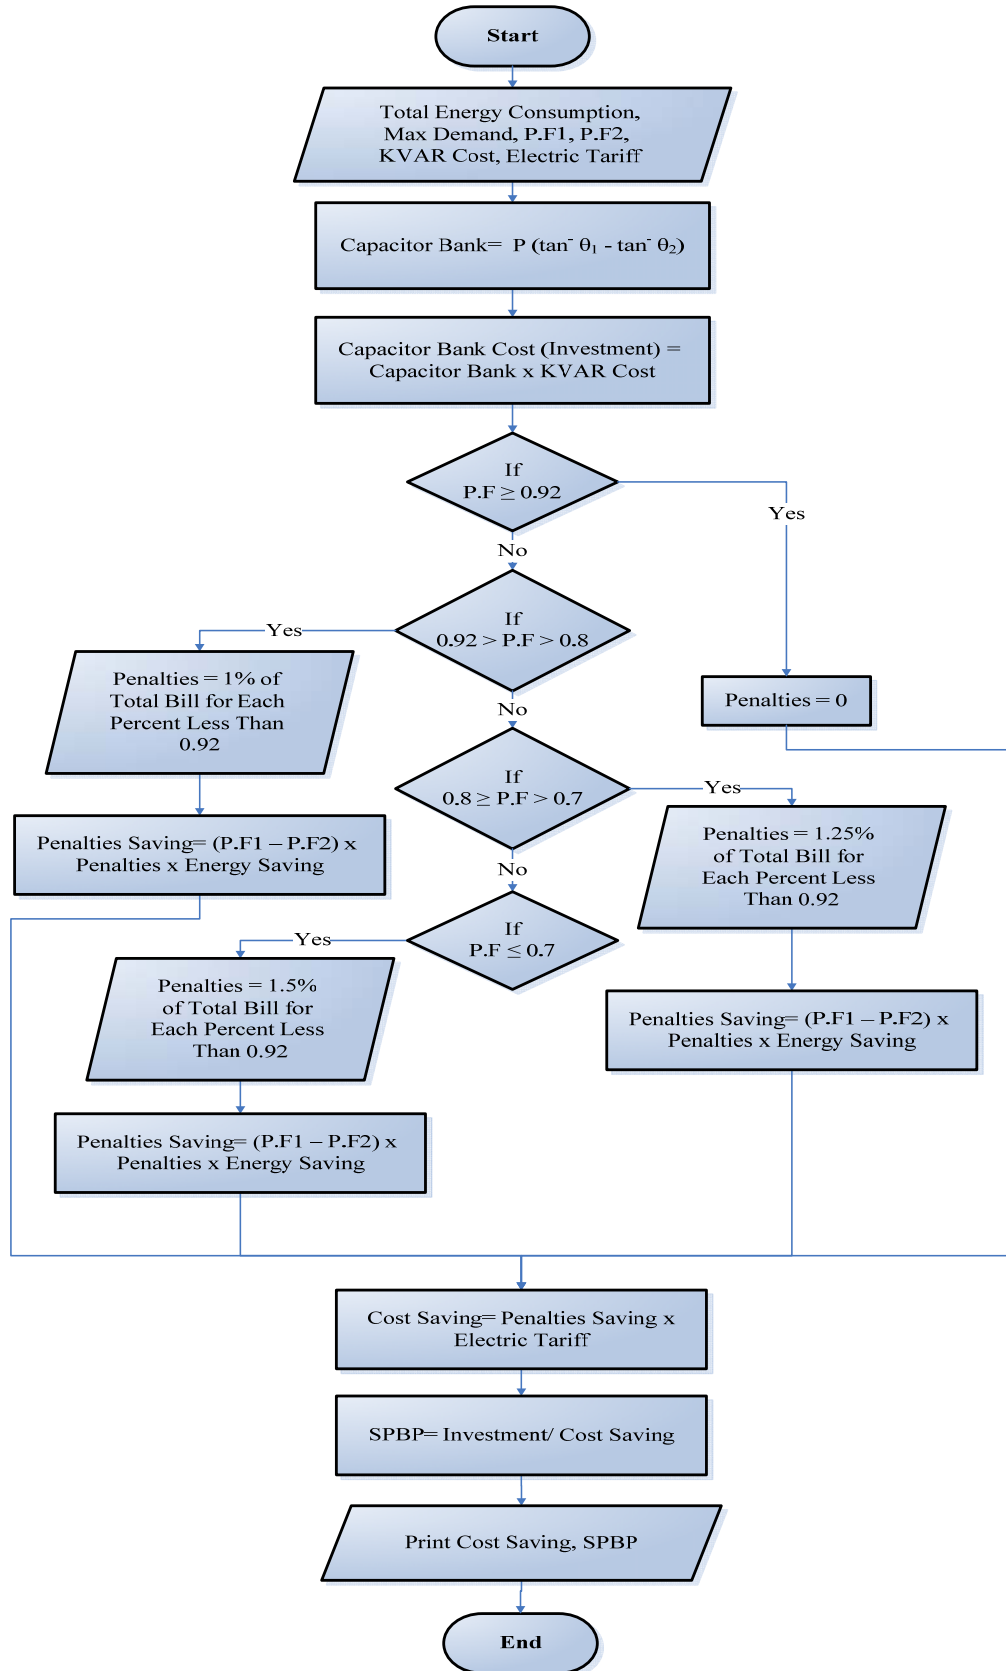 Start
Total Energy Consumption,
Max Demand, P.F1, P.F2,
KVAR Cost, Electric Tariff
Capacitor Bank= P (tan⁻ θ₁ - tan⁻ θ₂)
Capacitor Bank Cost (Investment) =
Capacitor Bank x KVAR Cost
If
P.F ≥ 0.92
Yes
No
If
0.92 > P.F > 0.8
Yes
Penalties = 1% of
Total Bill for Each
Percent Less Than
0.92
Penalties = 0
No
If
0.8 ≥ P.F > 0.7
Yes
Penalties = 1.25%
of Total Bill for
Each Percent Less
Than 0.92
Penalties Saving= (P.F1 – P.F2) x
Penalties x Energy Saving
No
If
P.F ≤ 0.7
Yes
Penalties = 1.5%
of Total Bill for
Each Percent Less
Than 0.92
Penalties Saving= (P.F1 – P.F2) x
Penalties x Energy Saving
Penalties Saving= (P.F1 – P.F2) x
Penalties x Energy Saving
Cost Saving= Penalties Saving x
Electric Tariff
SPBP= Investment/ Cost Saving
Print Cost Saving, SPBP
End